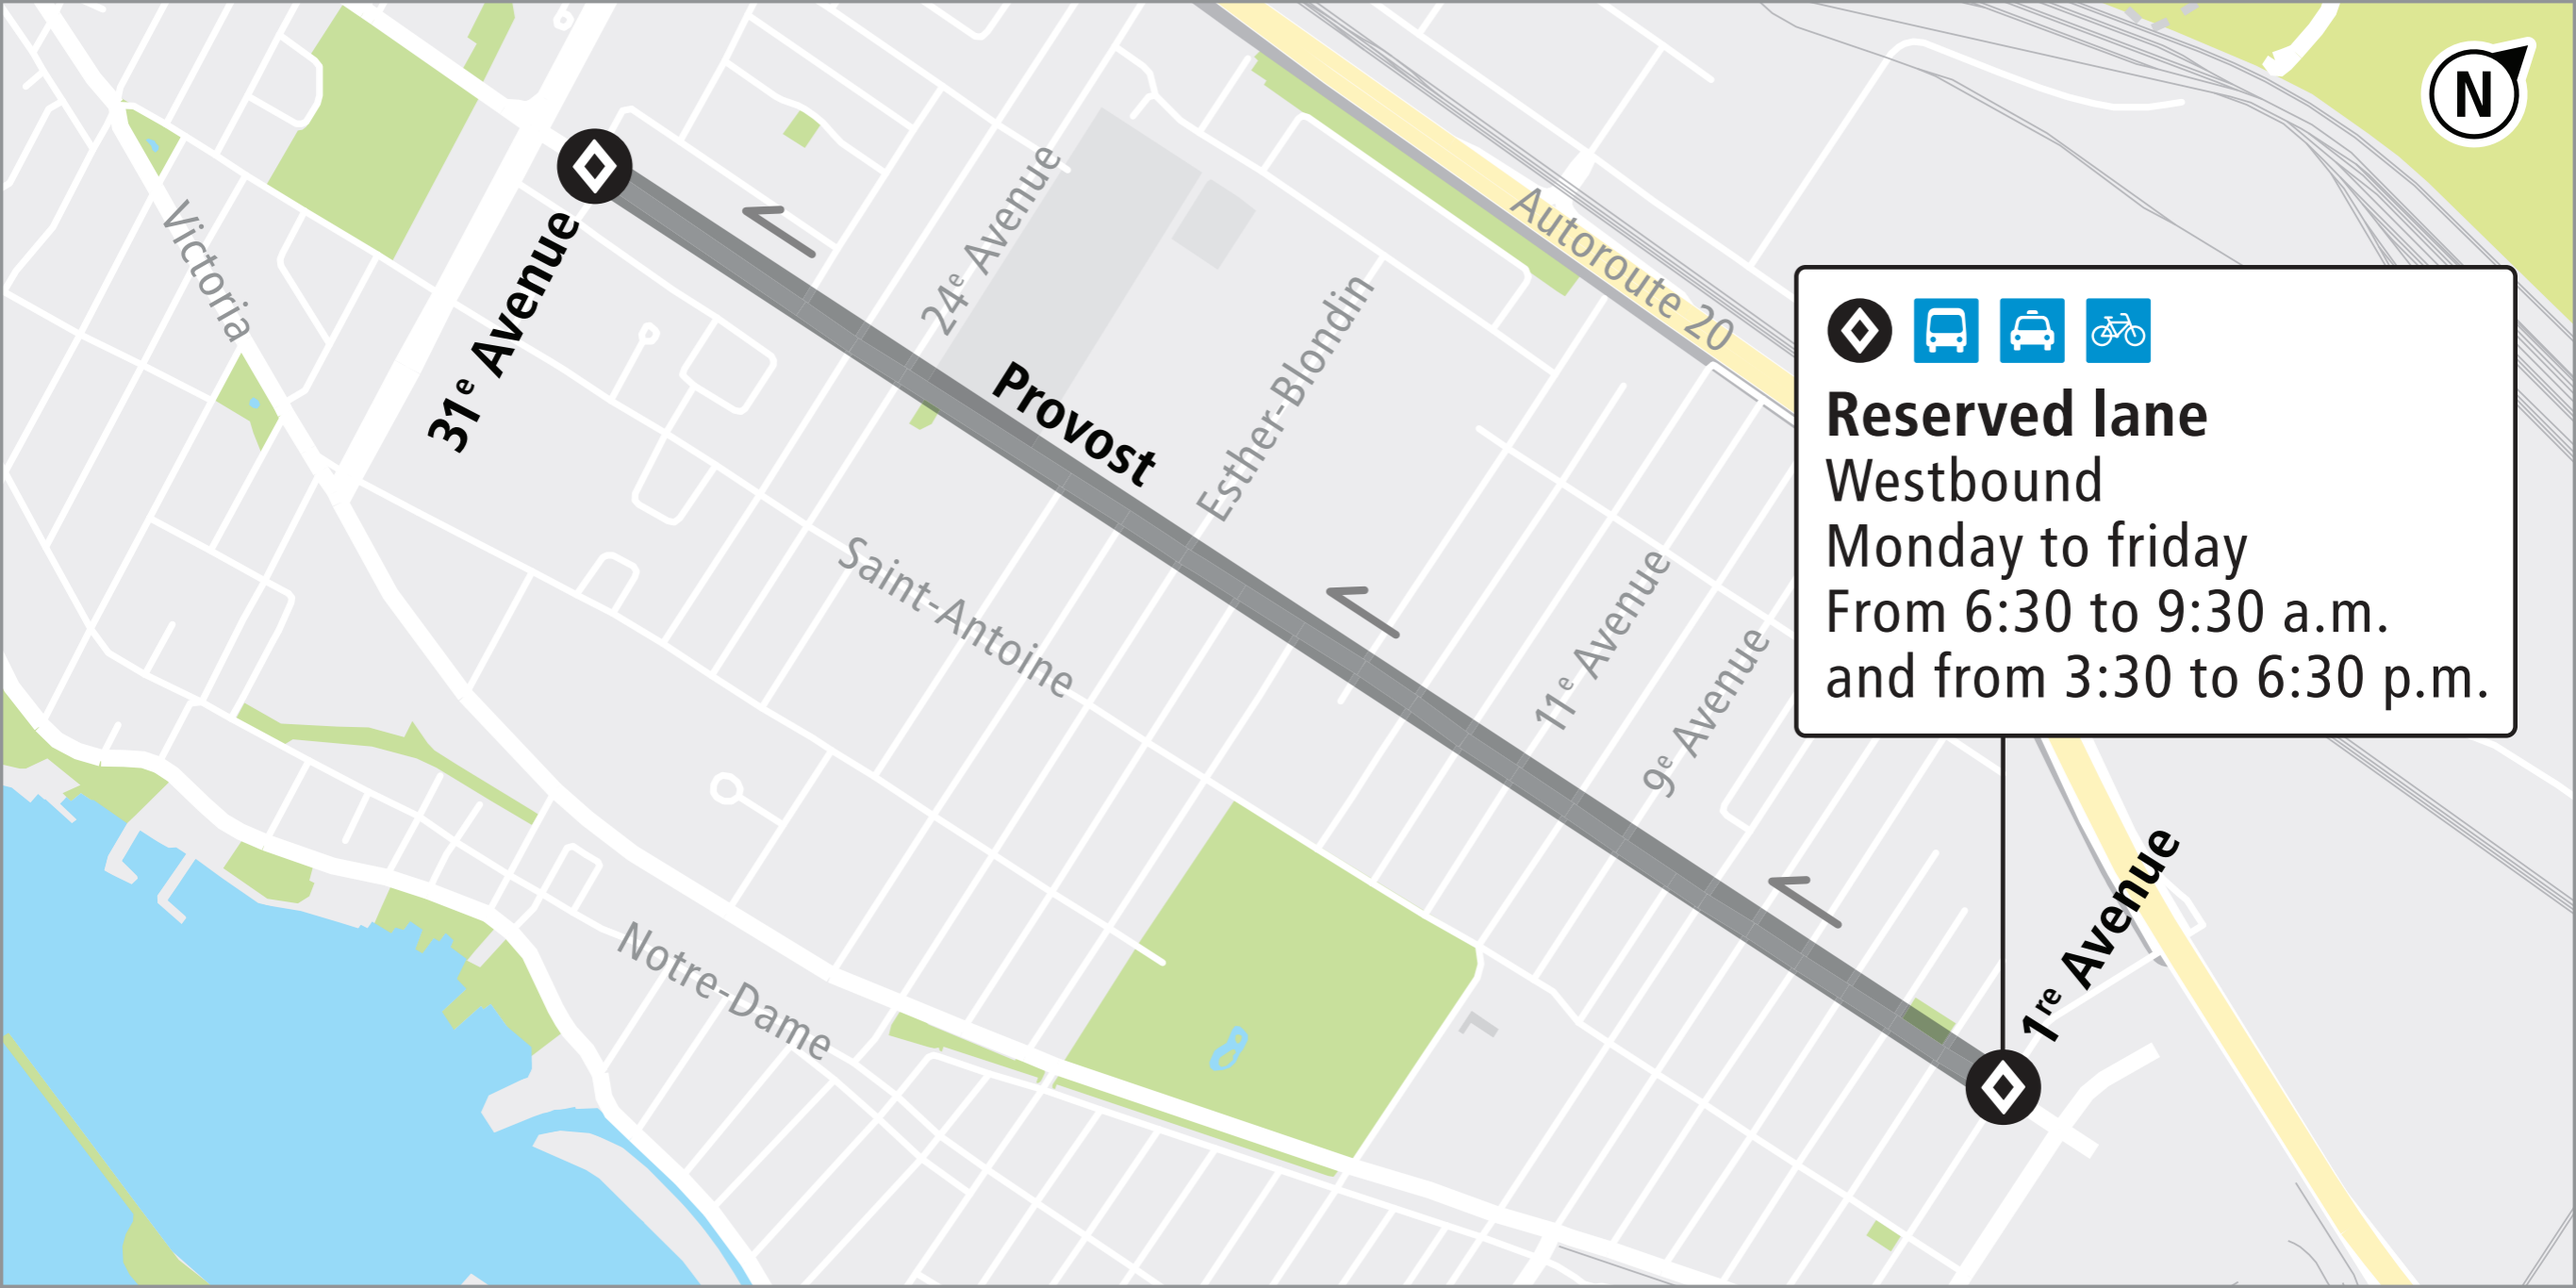 N
Victoria
31e Avenue
24e Avenue
Provost
Esther-Blondin
Autoroute 20
Saint-Antoine
11e Avenue
9e Avenue
Notre-Dame
1re Avenue
Reserved lane
Westbound
Monday to friday
From 6:30 to 9:30 a.m.
and from 3:30 to 6:30 p.m.